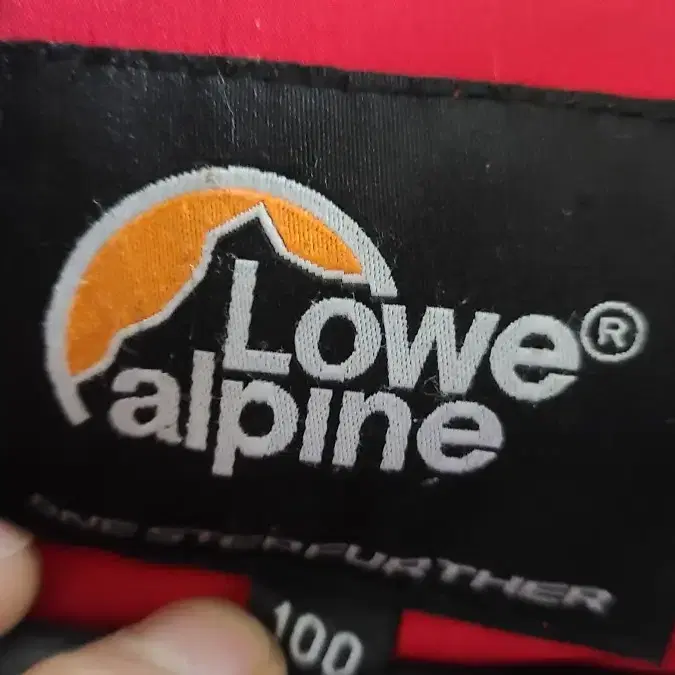 Lowe®
alpine
ONE STEP FURTHER
100